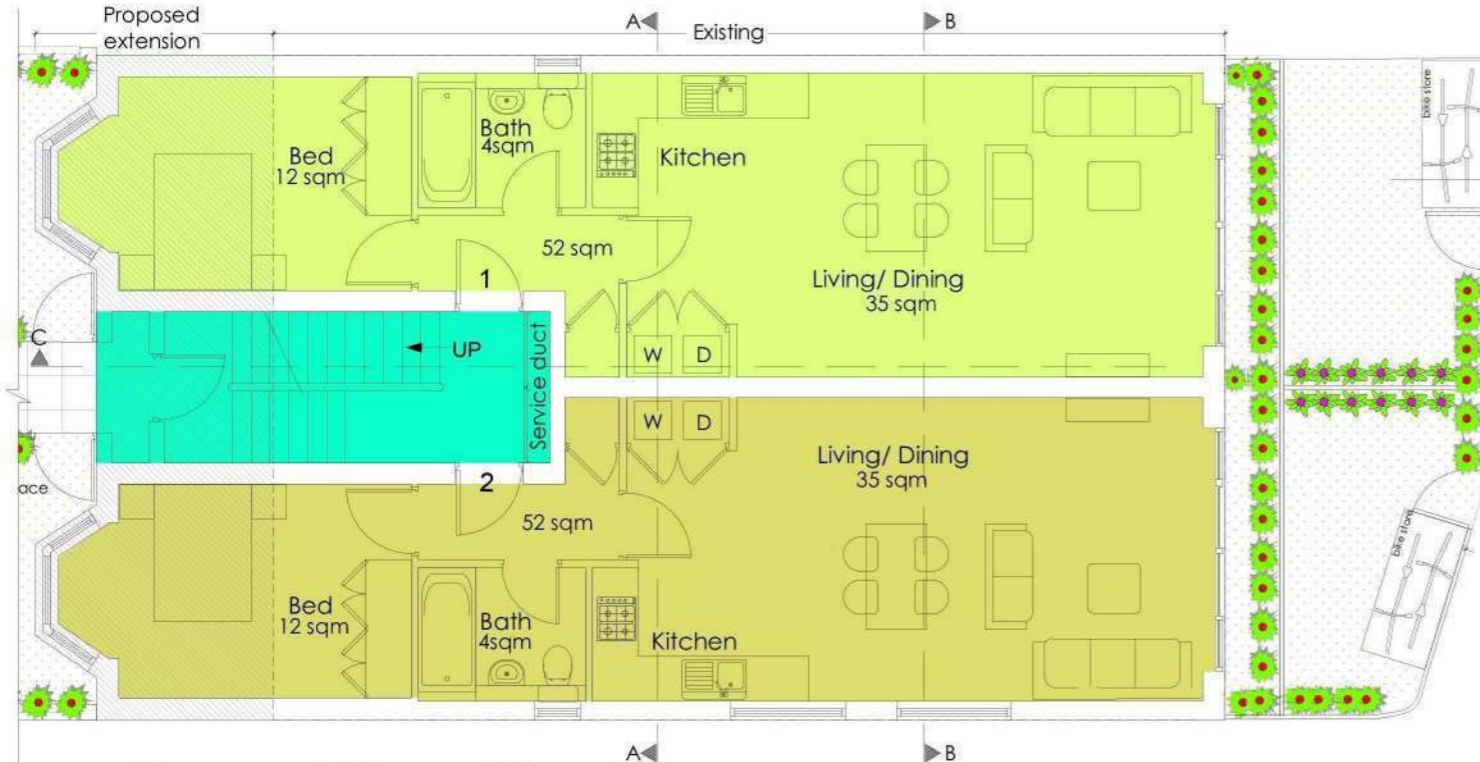 Proposed
extension
A
Existing
B
Bed
12 sqm
Bath
4sqm
Kitchen
52 sqm
1
Living/ Dining
35 sqm
bike store
C
UP
Service duct
W
D
W
D
2
ace
52 sqm
Living/ Dining
35 sqm
Bed
12 sqm
Bath
4sqm
Kitchen
bike store
A
B